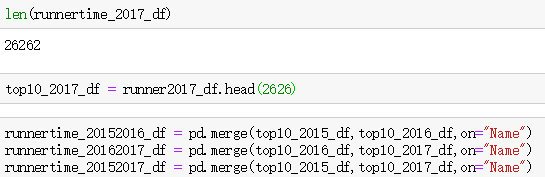 len(runnertime_2017_df)
26262
top10_2017_df = runner2017_df.head(2626)
runnertime_20152016_df = pd.merge(top10_2015_df,top10_2016_df,on="Name")
runnertime_20162017_df = pd.merge(top10_2016_df,top10_2017_df,on="Name")
runnertime_20152017_df = pd.merge(top10_2015_df,top10_2017_df,on="Name")